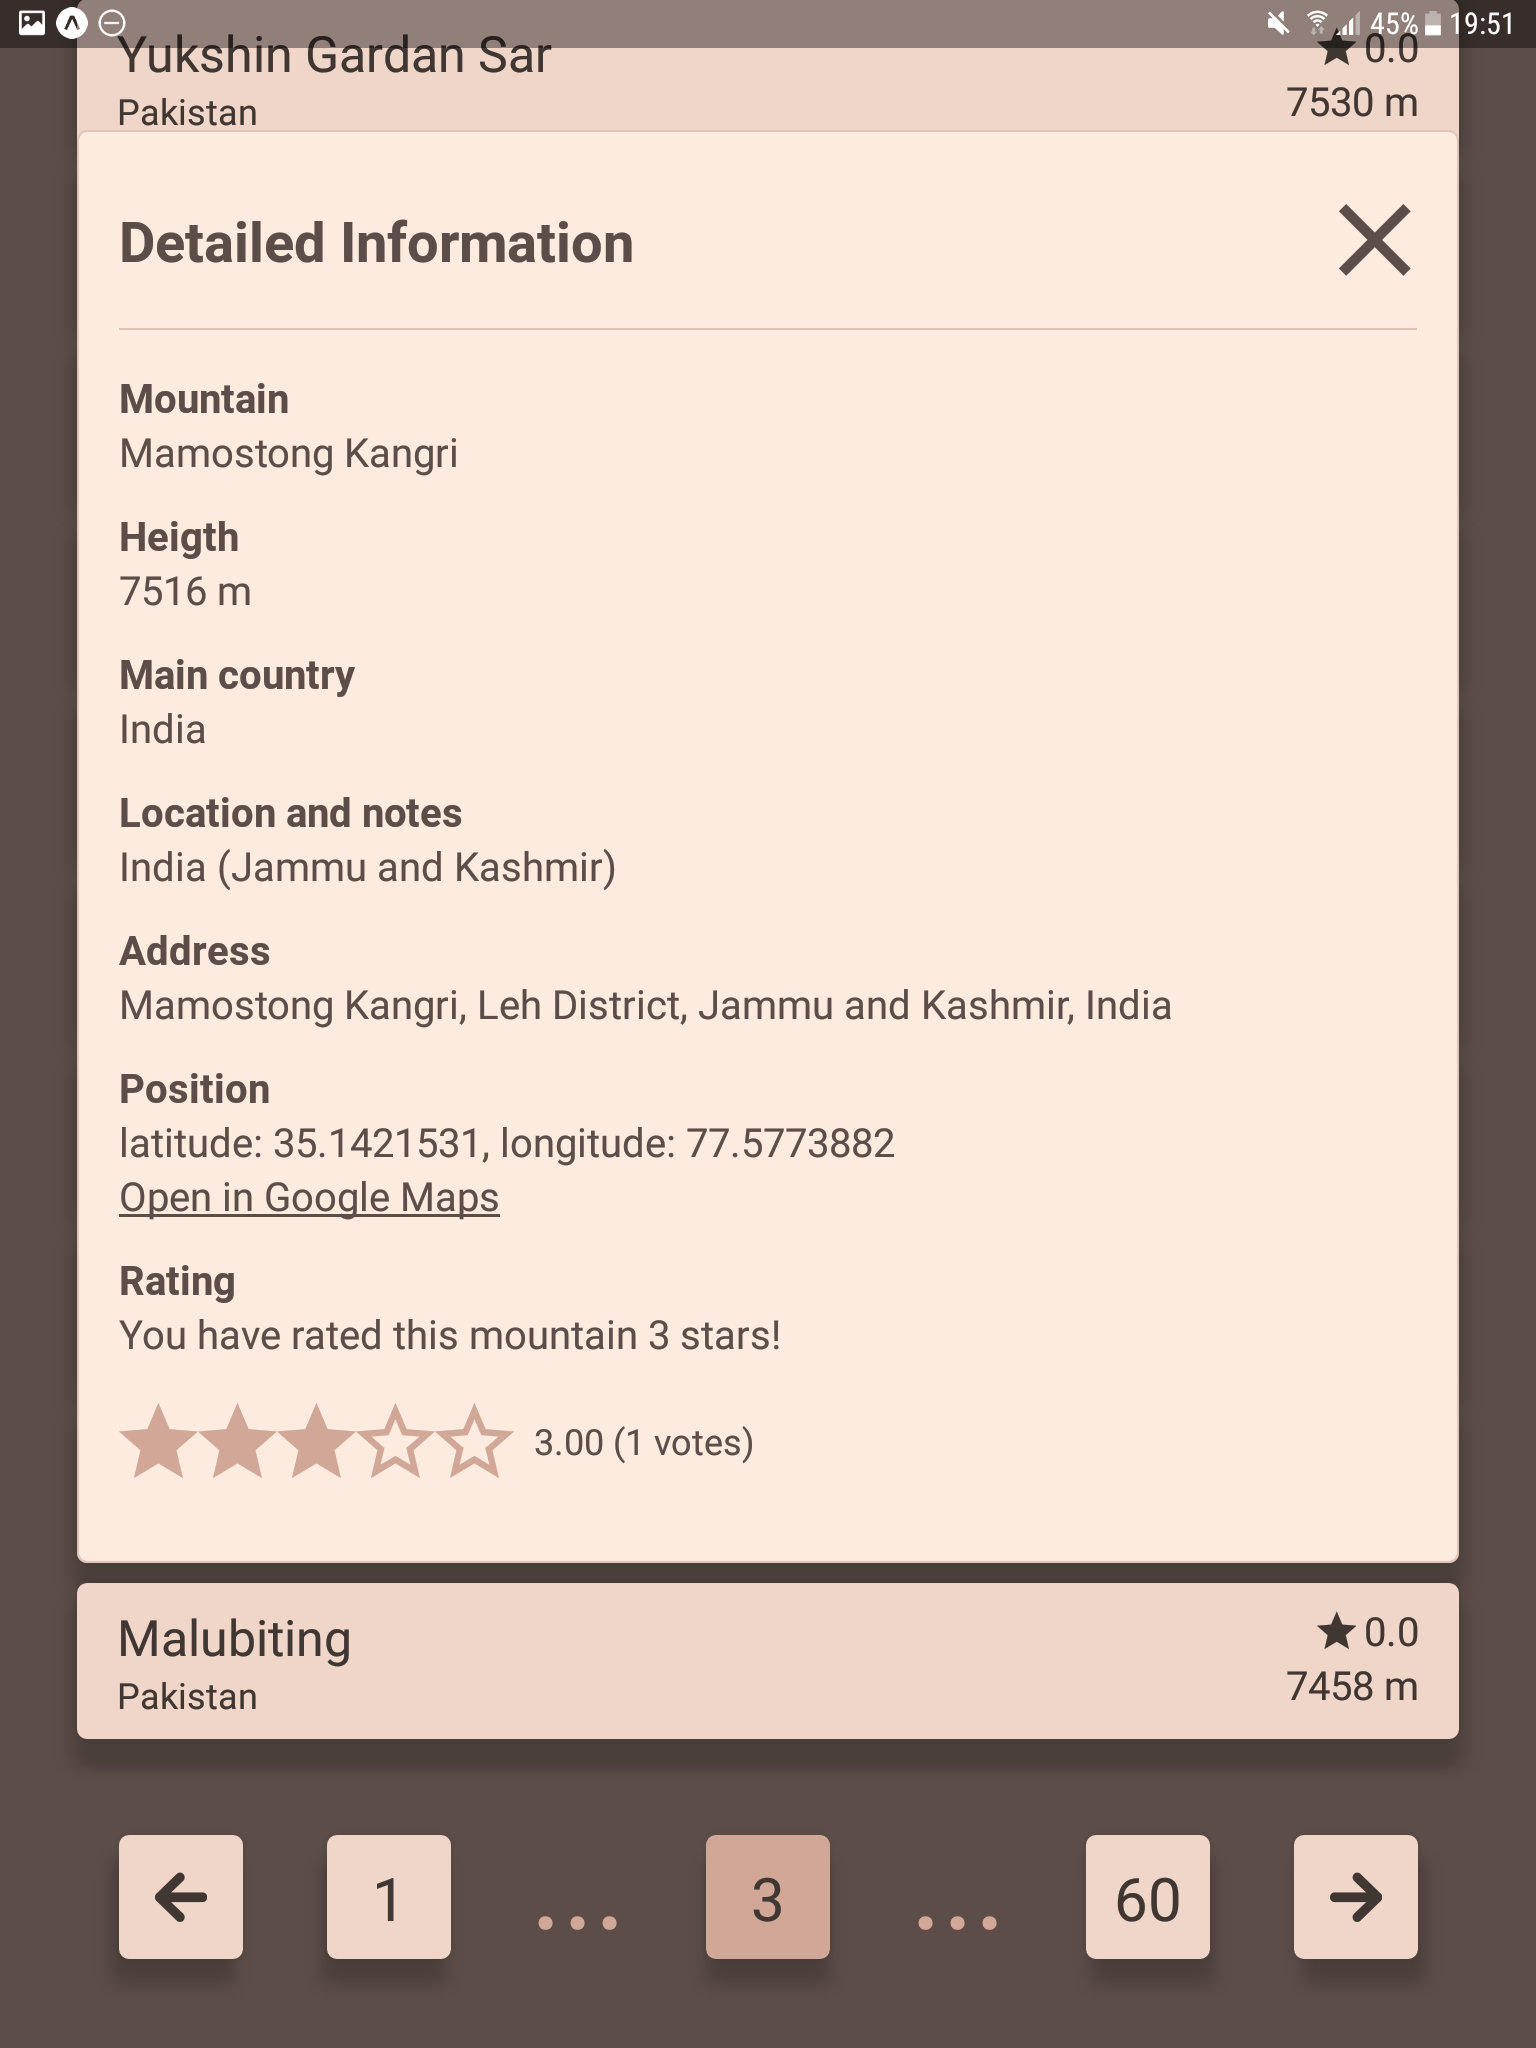 45% 19:51
Yukshin Gardan Sar
0.0
Pakistan
7530 m
Detailed Information
Mountain
Mamostong Kangri
Heigth
7516 m
Main country
India
Location and notes
India (Jammu and Kashmir)
Address
Mamostong Kangri, Leh District, Jammu and Kashmir, India
Position
latitude: 35.1421531, longitude: 77.5773882
Open in Google Maps
Rating
You have rated this mountain 3 stars!
3.00 (1 votes)
Malubiting
0.0
Pakistan
7458 m
1 ... 3 ... 60